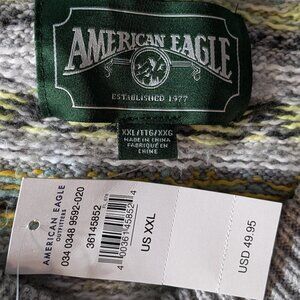 AMERICAN EAGLE
ESTABLISHED 1977
XXL/TTG/XXG
MADE IN CHINA
FABRIQUÉ EN
CHINE
AMERICAN EAGLE
OUTFITTERS
034 0348 9592-020
36145852
US XXL
USD 49.95